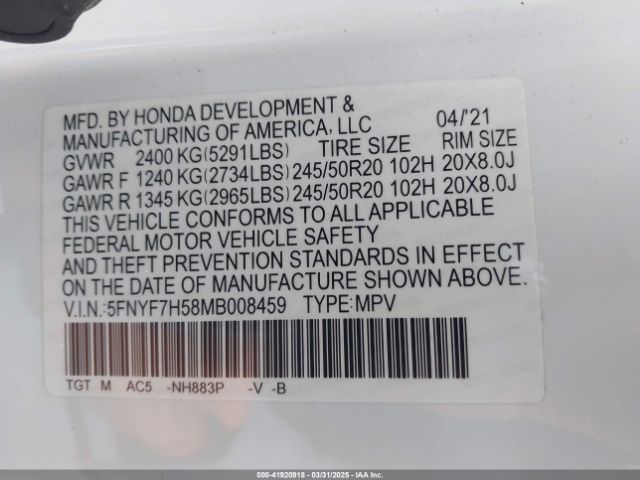 MFD. BY HONDA DEVELOPMENT & 04/'21
MANUFACTURING OF AMERICA, LLC
GVWR 2400 KG(5291LBS) TIRE SIZE RIM SIZE
GAWR F 1240 KG(2734LBS)245/50R20 102H 20X8.0J
GAWR R 1345 KG(2965LBS)245/50R20 102H 20X8.0J
THIS VEHICLE CONFORMS TO ALL APPLICABLE
FEDERAL MOTOR VEHICLE SAFETY
AND THEFT PREVENTION STANDARDS IN EFFECT
ON THE DATE OF MANUFACTURE SHOWN ABOVE.
V.I.N.:5FNYF7H58MB008459 TYPE:MPV
TGT M AC5 -NH883P -V -B
000-41920918 - 03/31/2025 - IAAI.COM